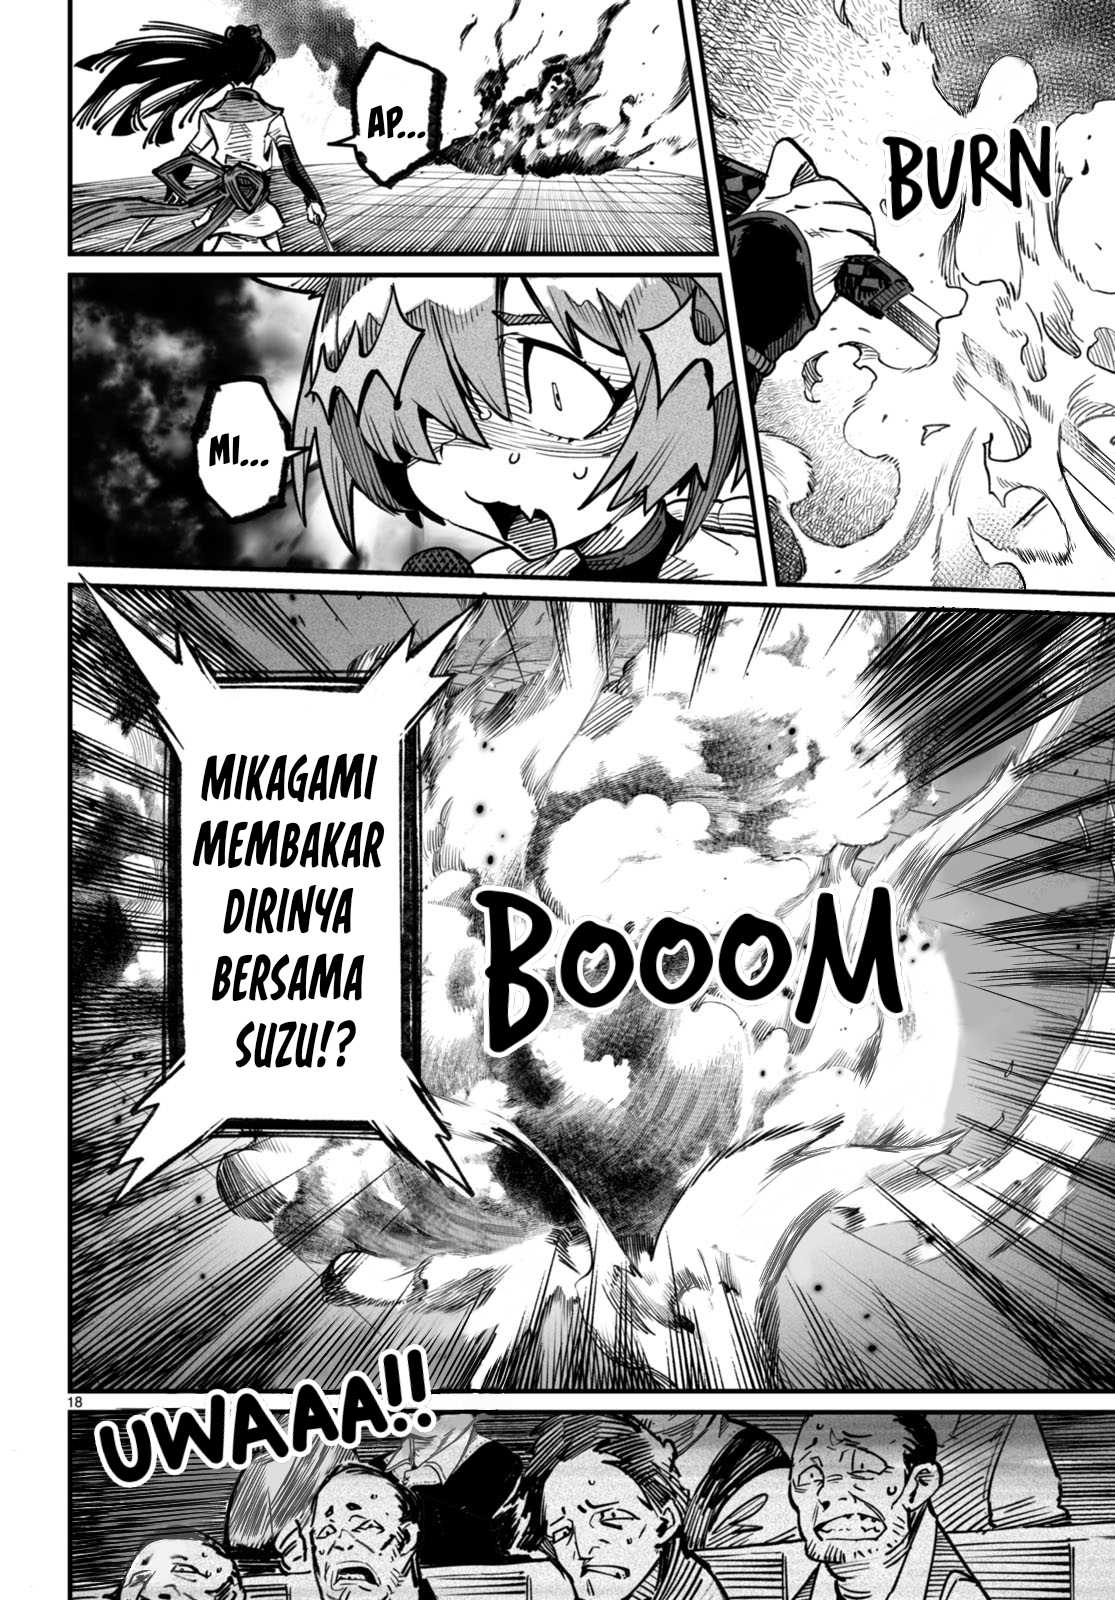 BURN
AP...
MI...
MIKAGAMI
MEMBAKAR
DIRINYA
BERSAMA
SUZU!?
BOOOM
18
UWAAA!!